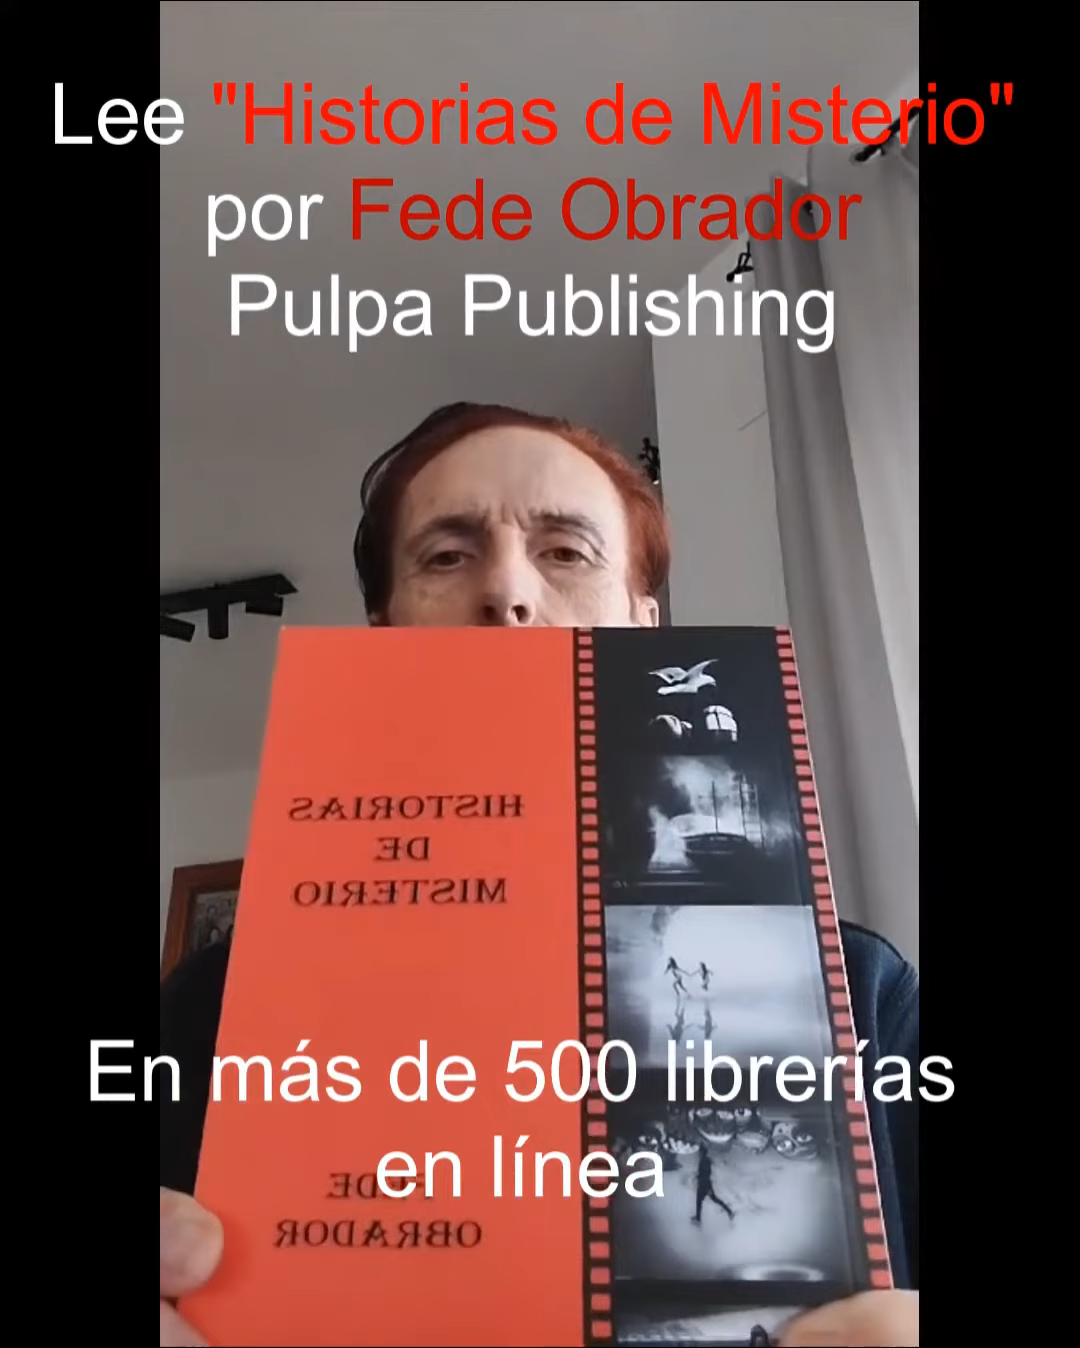 Lee "Historias de Misterio"
por Fede Obrador
Pulpa Publishing
HISTORIAS
DE
MISTERIO
En más de 500 librerías
en línea
FEDE
OBRADOR